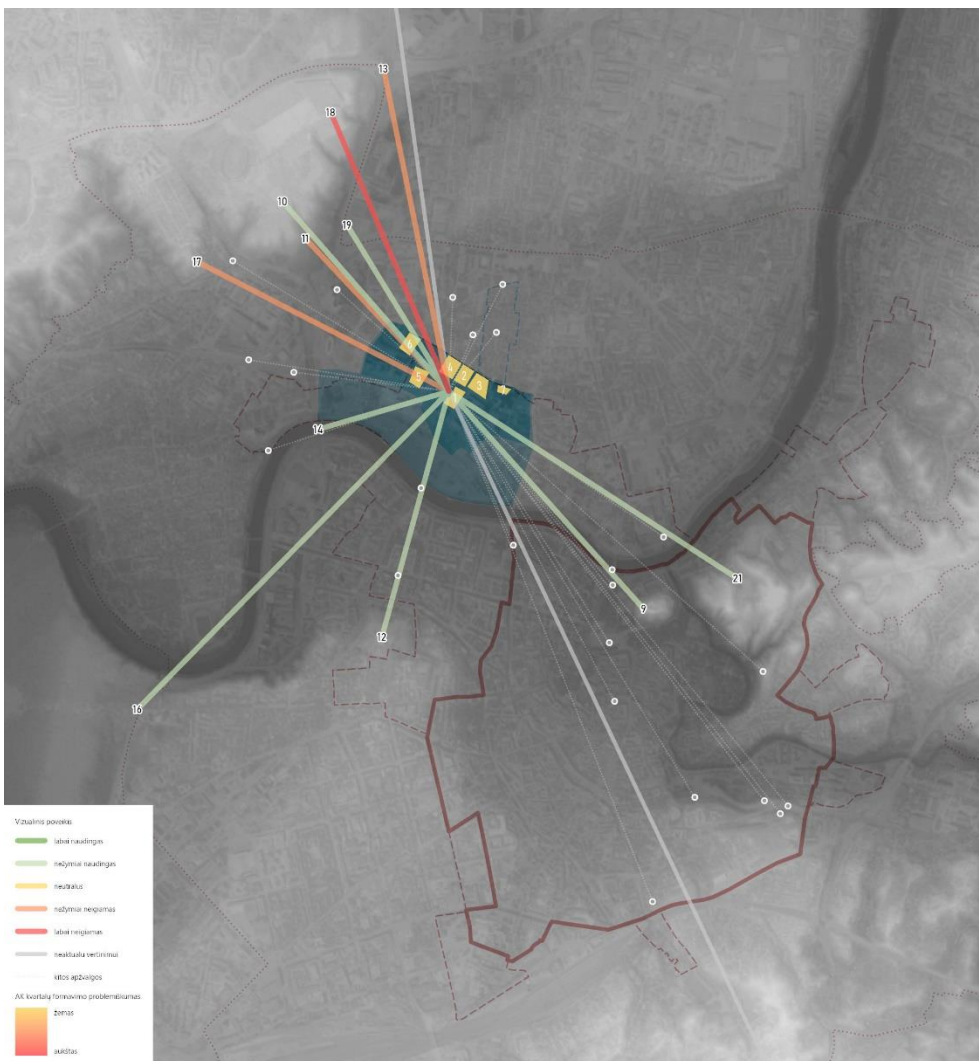 13
18
10
19
11
17
6
4
5
2
3
1
14
21
9
12
16
Vizualinis poveikis
labai naudingas
nežymiai naudingas
neutralus
nežymiai neigiamas
labai neigiamas
neaktualu vertinimui
kitos apžvalgos
AK kvartalų formavimo problemiškumas
žemas
aukštas